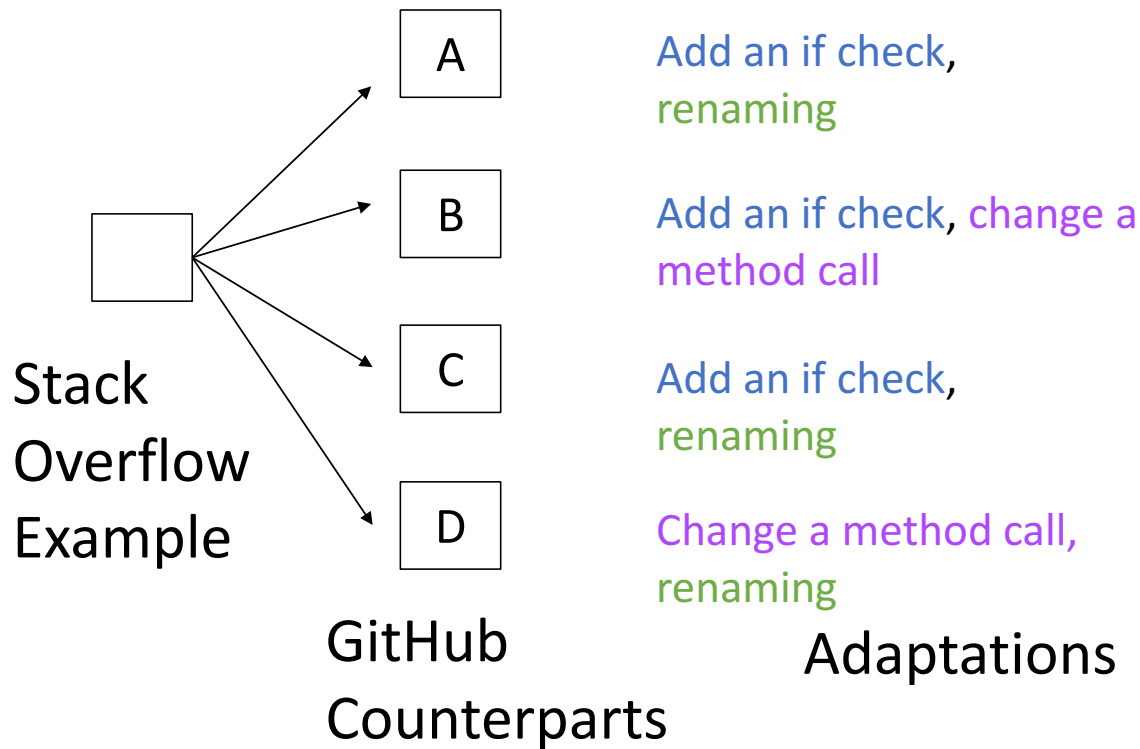 A
Add an if check,
renaming
B
Add an if check, change a
method call
C
Add an if check,
renaming
Stack
Overflow
Example
D
Change a method call,
renaming
GitHub
Counterparts
Adaptations